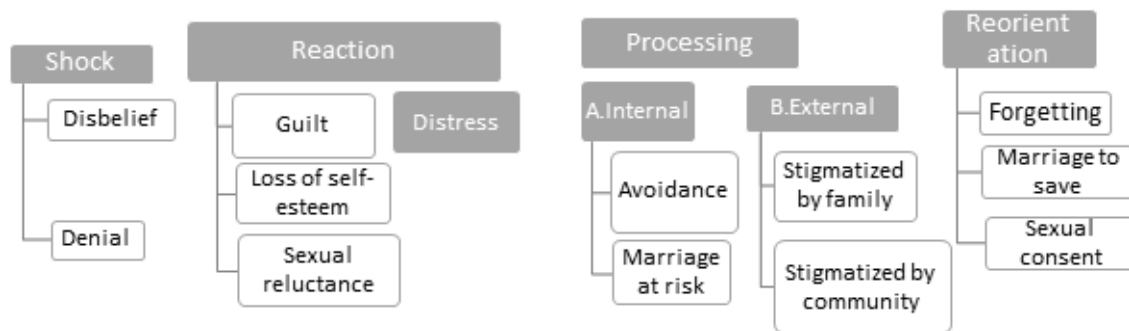 Shock
Disbelief
Denial
Reaction
Guilt
Distress
Loss of self-
esteem
Sexual
reluctance
Processing
A.Internal
Avoidance
Marriage
at risk
B.External
Stigmatized
by family
Stigmatized by
community
Reorient
ation
Forgetting
Marriage to
save
Sexual
consent